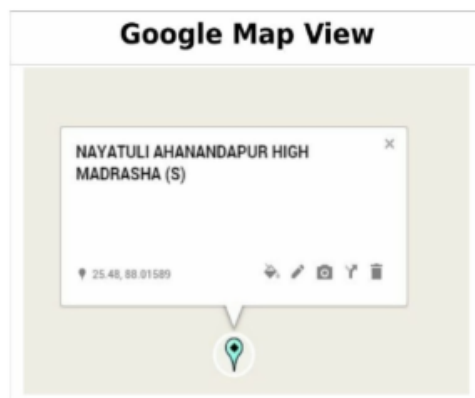 Google Map View
NAYATULI AHANANDAPUR HIGH
MADRASHA (S)
25.48, 88.01589